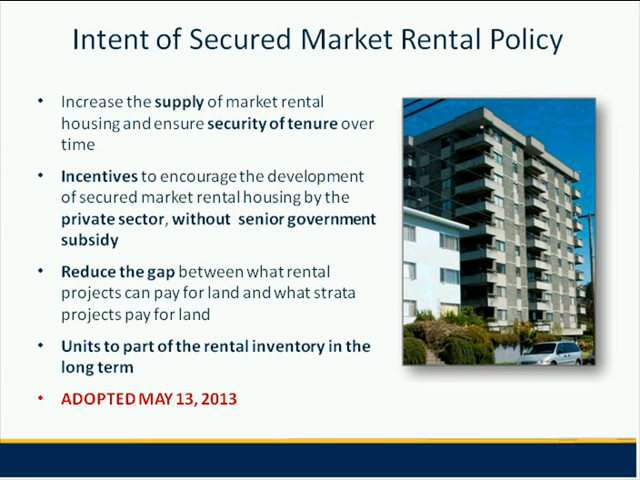 Intent of Secured Market Rental Policy
• Increase the supply of market rental
housing and ensure security of tenure over
time
• Incentives to encourage the development
of secured market rental housing by the
private sector, without senior government
subsidy
• Reduce the gap between what rental
projects can pay for land and what strata
projects pay for land
• Units to part of the rental inventory in the
long term
• ADOPTED MAY 13, 2013